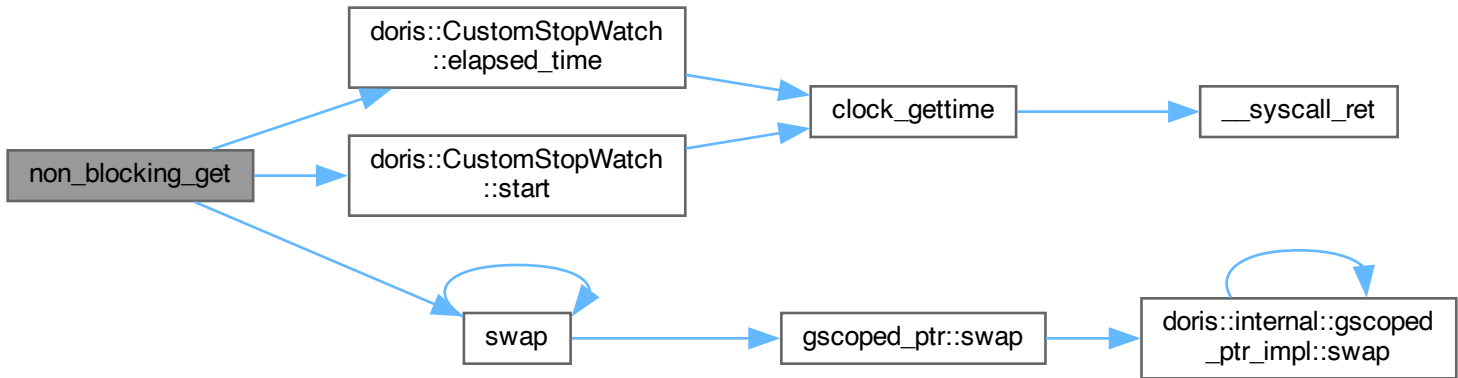 doris::CustomStopWatch
::elapsed_time
clock_gettime
__syscall_ret
non_blocking_get
doris::CustomStopWatch
::start
swap
gscoped_ptr::swap
doris::internal::gscoped
_ptr_impl::swap